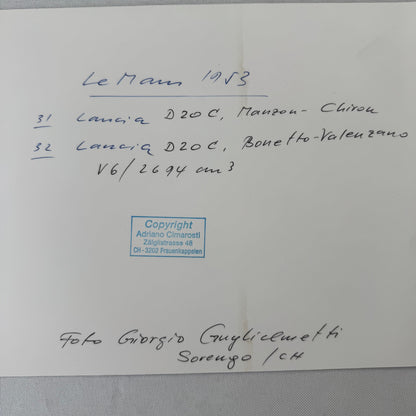 Le Mans 1953
31 Lancia D20C, Manzon-Chiron
32 Lancia D20C, Bonetto-Valenzano
V6/2694 cm3
Copyright
Adriano Cimarosti
Zälgistrasse 48
CH-3202 Frauenkappelen
Foto Giorgio Guglielmetti
Sorengo/CH